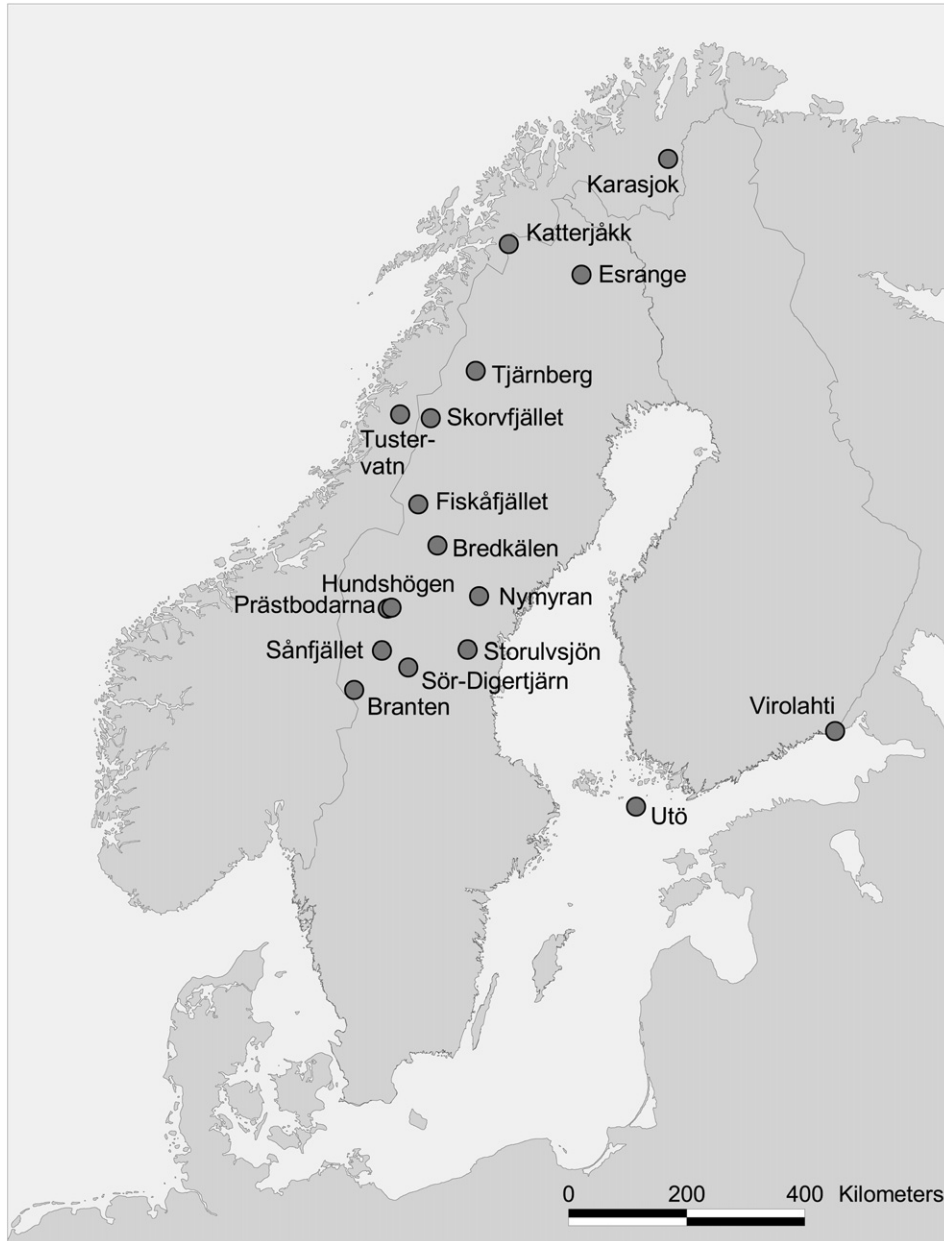 Karasjok
Katterjåkk
Esrange
Tjärnberg
Skorvfjället
Tuster-
vatn
Fiskåfjället
Bredkälen
Hundshögen
Nymyran
Prästbodarna
Sånfjället
Storulvsjön
Sör-Digertjärn
Branten
Virolahti
Utö
0 200 400 Kilometers